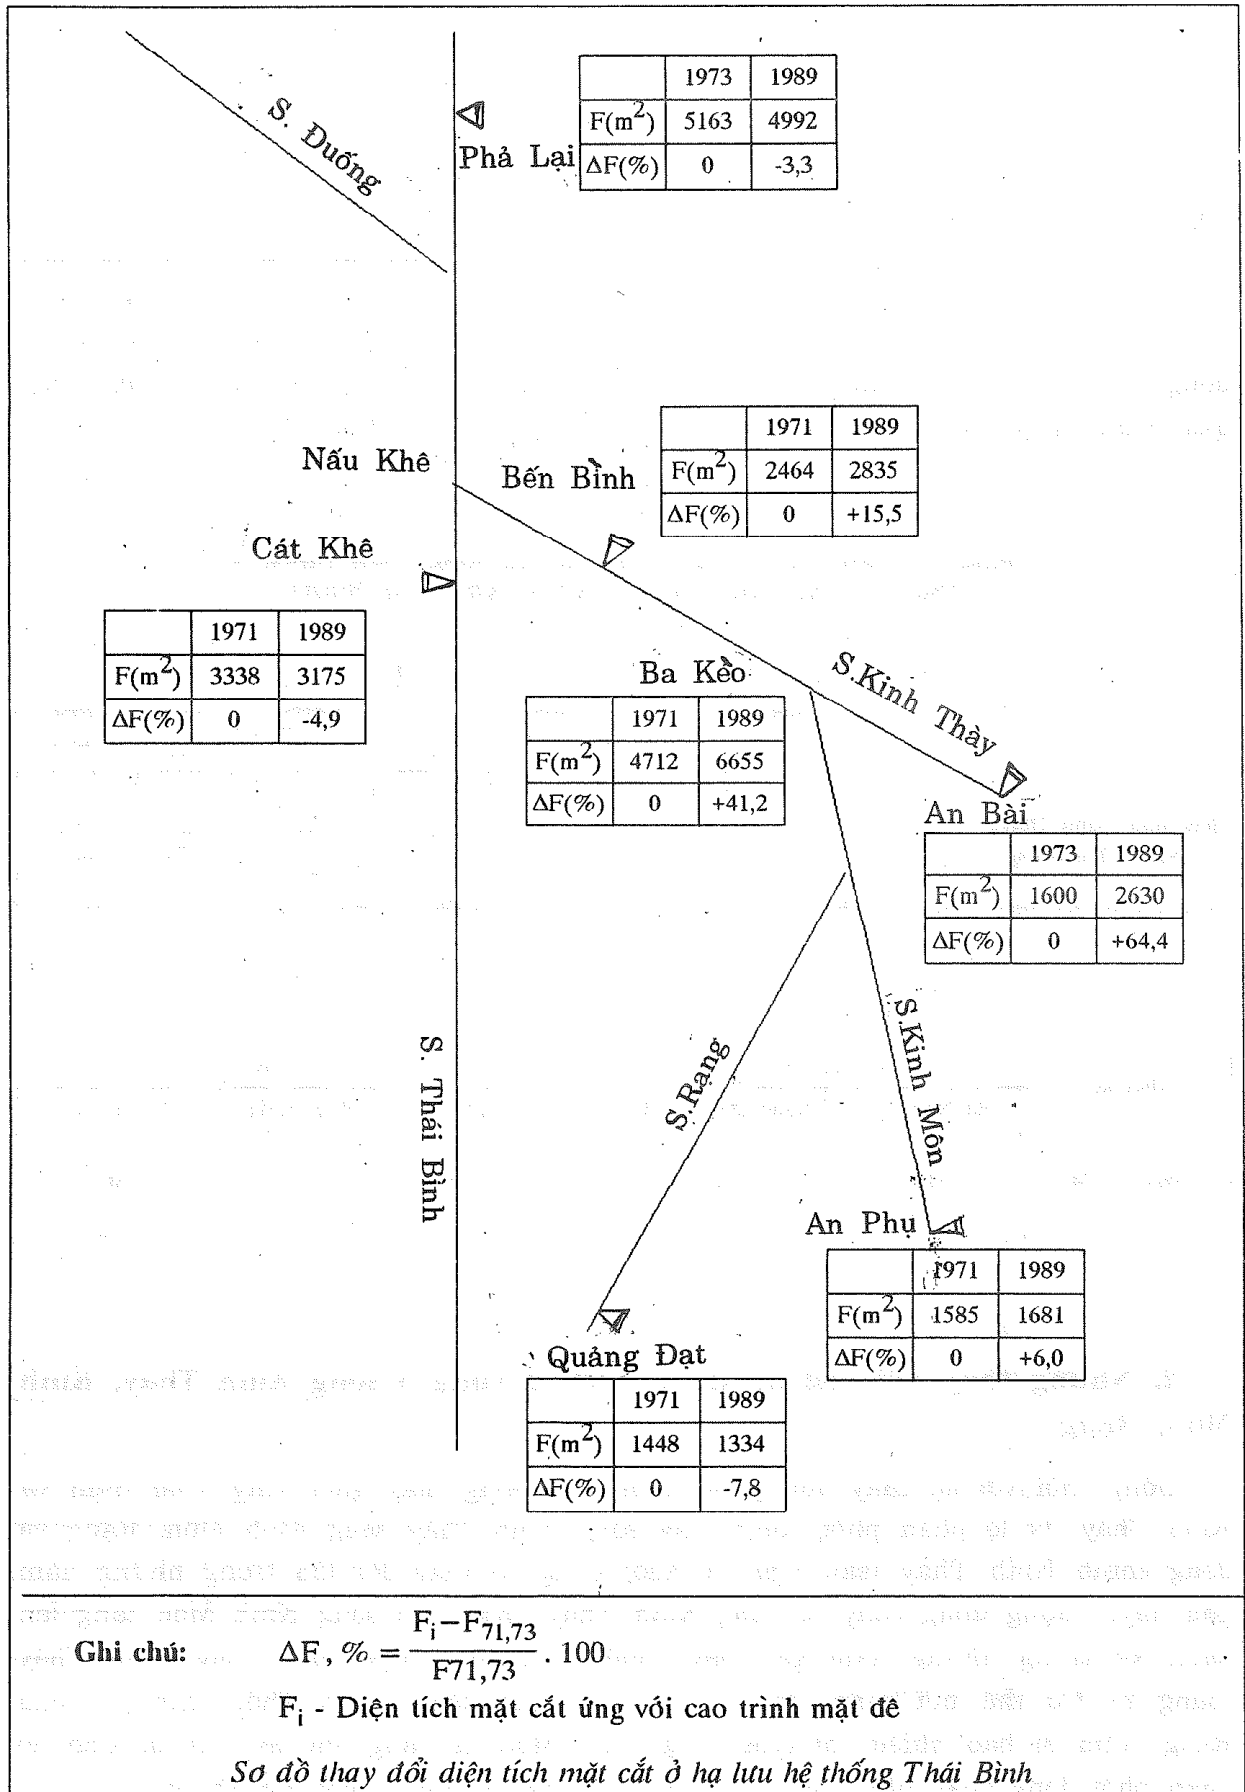 S. Đuống
1973 1989
F(m²) 5163 4992
ΔF(%) 0 -3,3
Phả Lại
Nấu Khê
Bến Bình
1971 1989
F(m²) 2464 2835
ΔF(%) 0 +15,5
Cát Khê
1971 1989
F(m²) 3338 3175
ΔF(%) 0 -4,9
Ba Kèo
1971 1989
F(m²) 4712 6655
ΔF(%) 0 +41,2
S.Kinh Thày
An Bài
1973 1989
F(m²) 1600 2630
ΔF(%) 0 +64,4
S. Thái Bình
S.Rạng
S.Kinh Môn
An Phụ
1971 1989
F(m²) 1585 1681
ΔF(%) 0 +6,0
Quảng Đạt
1971 1989
F(m²) 1448 1334
ΔF(%) 0 -7,8
Ghi chú: ΔF, % = (Fi−F71,73)/F71,73 . 100
Fi - Diện tích mặt cắt ứng với cao trình mặt đê
Sơ đồ thay đổi diện tích mặt cắt ở hạ lưu hệ thống Thái Bình